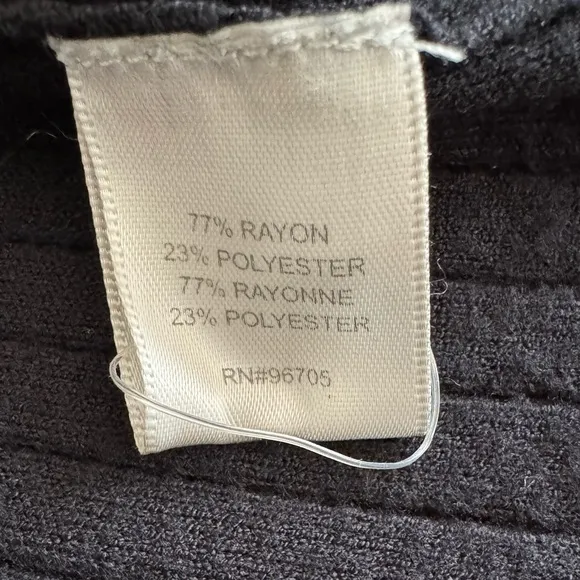 77% RAYON
23% POLYESTER
77% RAYONNE
23% POLYESTER
RN#96705